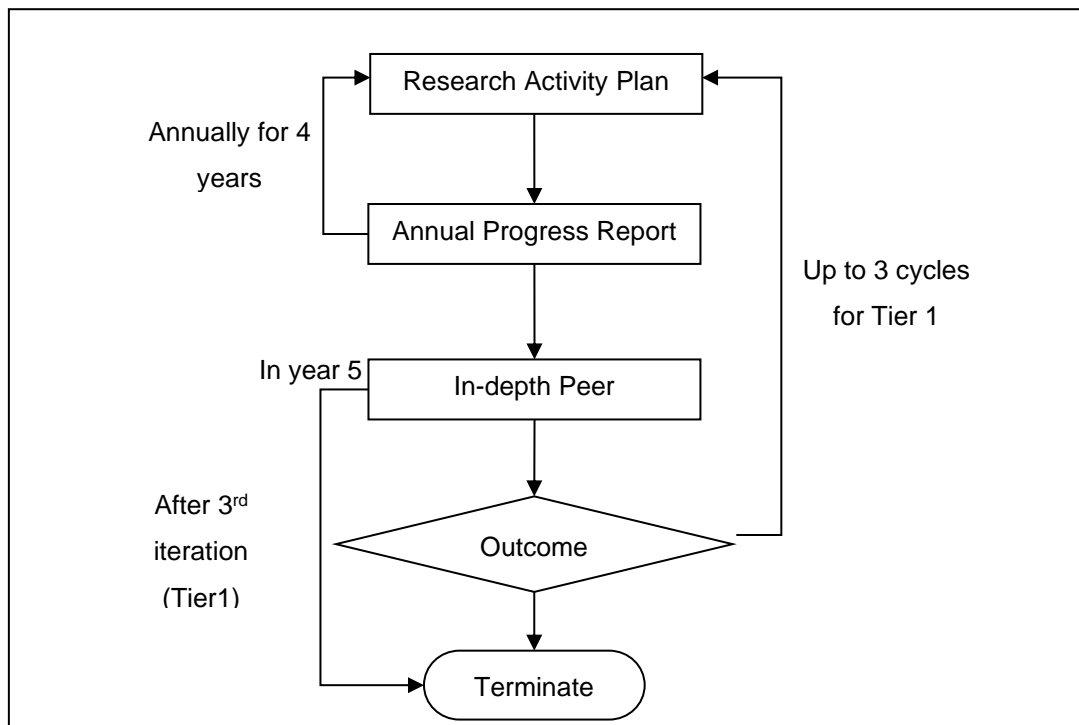 Research Activity Plan
Annually for 4
years
Annual Progress Report
Up to 3 cycles
for Tier 1
In year 5
In-depth Peer
After 3rd
iteration
(Tier1)
Outcome
Terminate